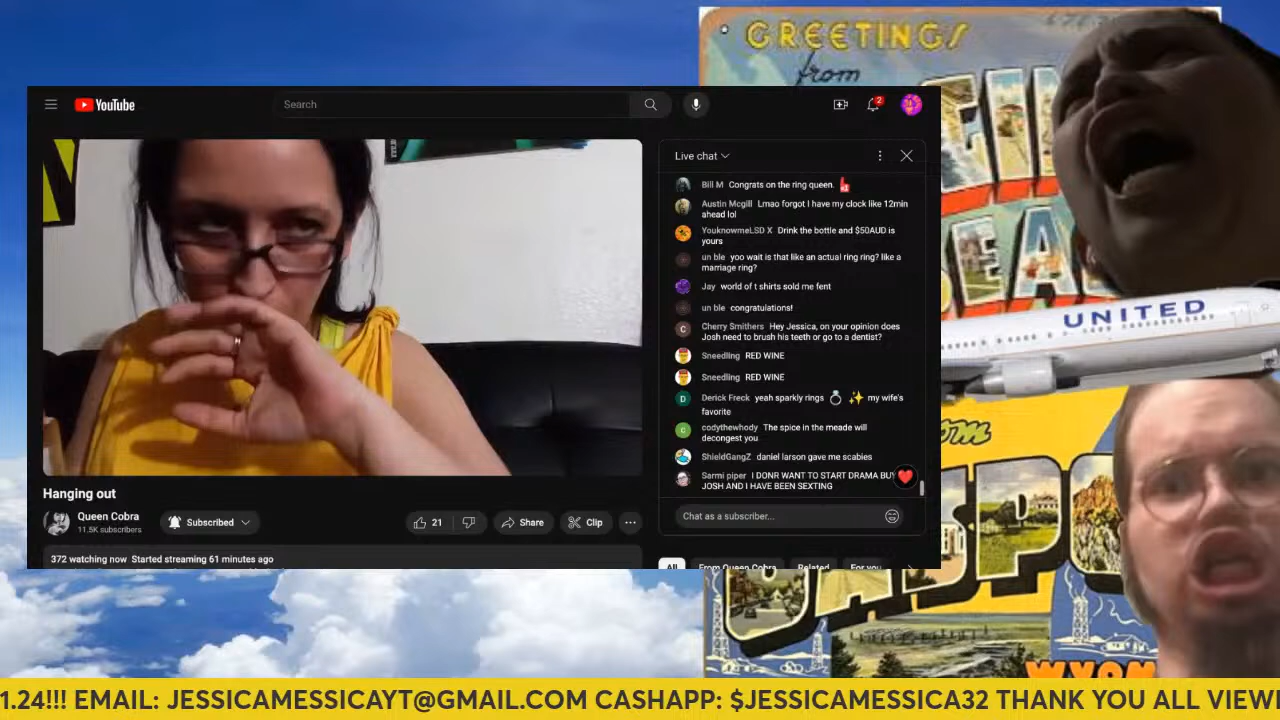 GREETINGS
from
YouTube
Search
2
Live chat
Bill M Congrats on the ring queen.
Austin Mcgill Lmao forgot I have my clock like 12min
ahead lol
YouknowmeLSD X Drink the bottle and $50AUD is
yours
un ble yoo wait is that like an actual ring ring? like a
marriage ring?
Jay world of t shirts sold me fent
un ble congratulations!
Cherry Smithers Hey Jessica, on your opinion does
Josh need to brush his teeth or go to a dentist?
Sneedling RED WINE
Sneedling RED WINE
Derick Freck yeah sparkly rings my wife's
favorite
codythewhody The spice in the meade will
decongest you
ShieldGangZ daniel larson gave me scabies
Sarmi piper I DONR WANT TO START DRAMA BUY
JOSH AND I HAVE BEEN SEXTING
Chat as a subscriber...
Hanging out
Queen Cobra
11.5K subscribers
Subscribed
21
Share
Clip
372 watching now Started streaming 61 minutes ago
All
From Queen Cobra
Related
For you
UNITED
1.24!!! EMAIL: JESSICAMESSICAYT@GMAIL.COM CASHAPP: $JESSICAMESSICA32 THANK YOU ALL VIEW